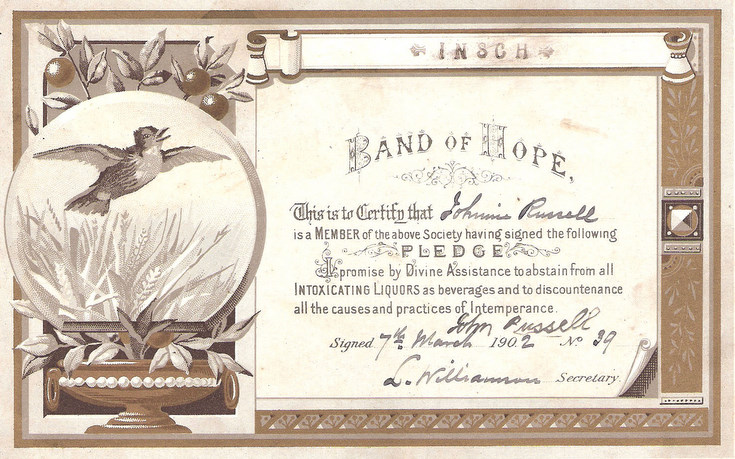 INSCH
BAND OF HOPE,
This is to Certify that Johnnie Russell
is a MEMBER of the above Society having signed the following
PLEDGE
I promise by Divine Assistance to abstain from all
INTOXICATING LIQUORS as beverages and to discountenance
all the causes and practices of Intemperance.
John Russell
Signed 7th March 1902 No 39
L. Williamson Secretary.